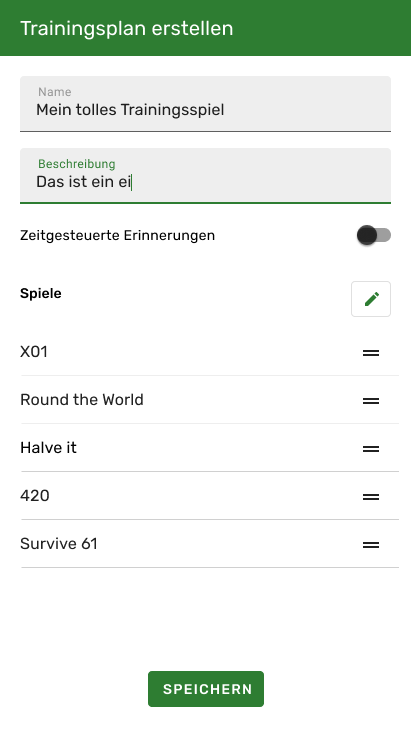 Trainingsplan erstellen
Name
Mein tolles Trainingsspiel
Beschreibung
Das ist ein ei
Zeitgesteuerte Erinnerungen
Spiele
X01
Round the World
Halve it
420
Survive 61
SPEICHERN